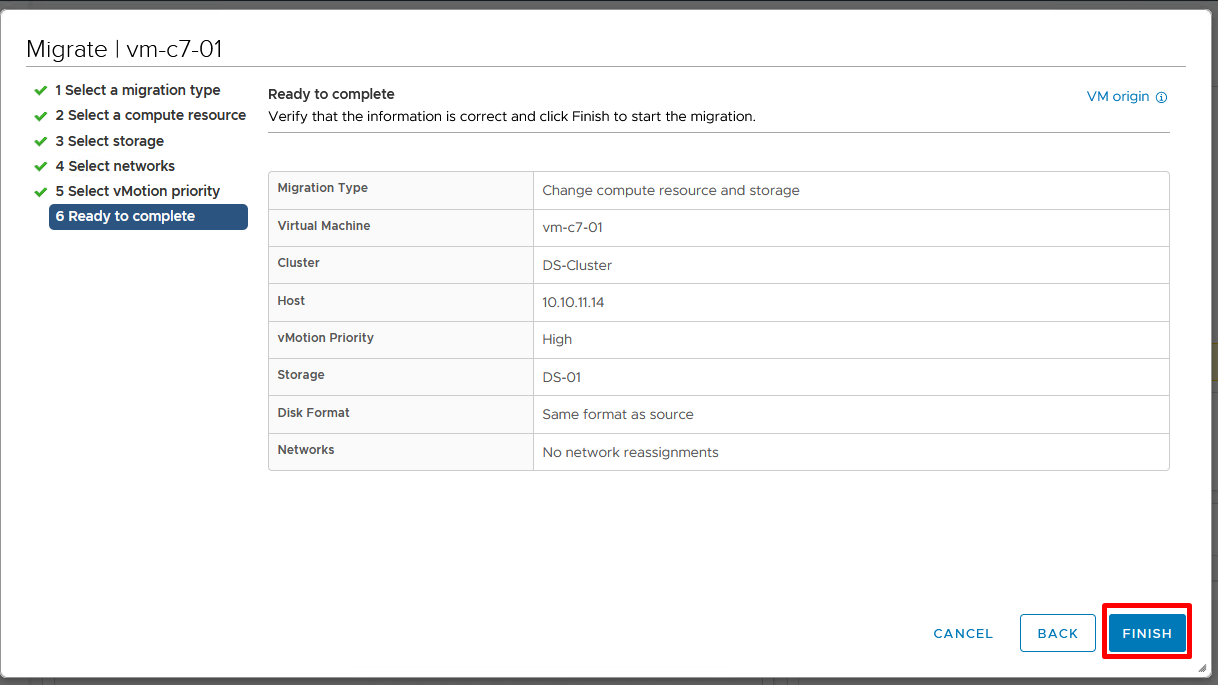 Migrate | vm-c7-01
1 Select a migration type
2 Select a compute resource
3 Select storage
4 Select networks
5 Select vMotion priority
6 Ready to complete
Ready to complete
VM origin
Verify that the information is correct and click Finish to start the migration.
Migration Type Change compute resource and storage
Virtual Machine vm-c7-01
Cluster DS-Cluster
Host 10.10.11.14
vMotion Priority High
Storage DS-01
Disk Format Same format as source
Networks No network reassignments
CANCEL BACK FINISH